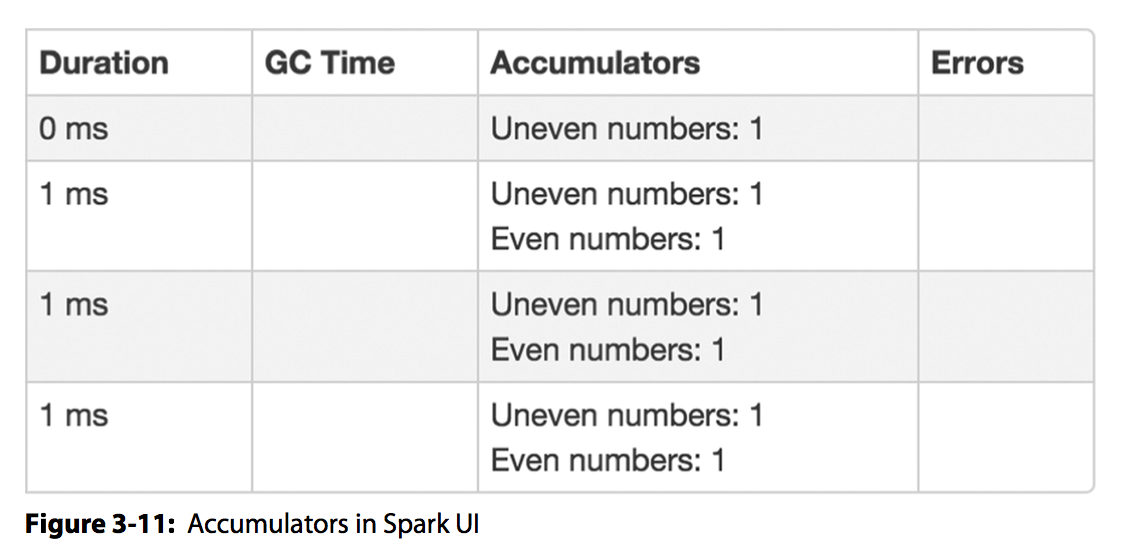 Duration GC Time Accumulators Errors
0 ms Uneven numbers: 1
1 ms Uneven numbers: 1
Even numbers: 1
1 ms Uneven numbers: 1
Even numbers: 1
1 ms Uneven numbers: 1
Even numbers: 1
Figure 3-11: Accumulators in Spark UI